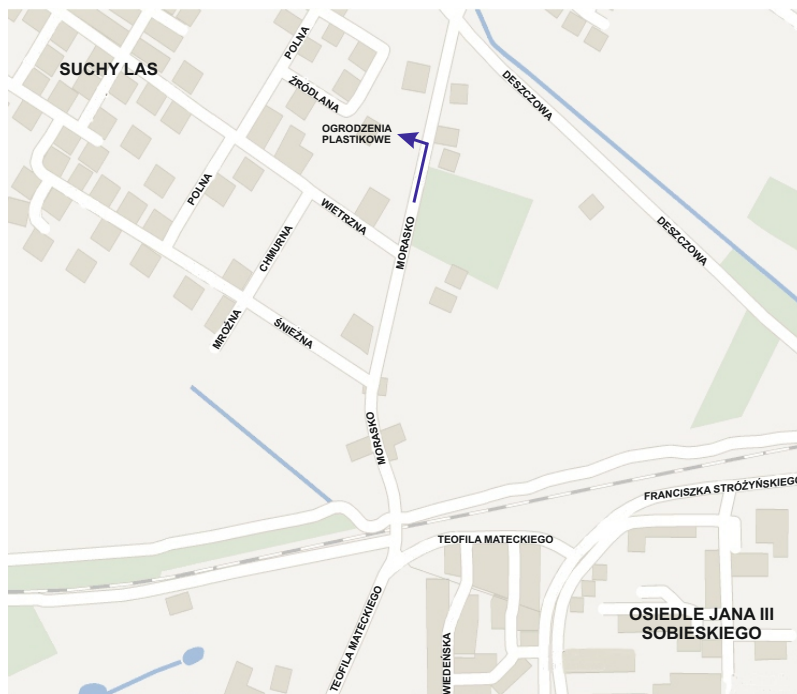 POLNA
SUCHY LAS
ŹRÓDLANA
DESZCZOWA
OGRODZENIA
PLASTIKOWE
POLNA
WIETRZNA
CHMURNA
MORASKO
DESZCZOWA
MROŹNA
ŚNIEŻNA
MORASKO
FRANCISZKA STRÓŻYŃSKIEGO
TEOFILA MATECKIEGO
TEOFILA MATECKIEGO
WIEDEŃSKA
OSIEDLE JANA III
SOBIESKIEGO